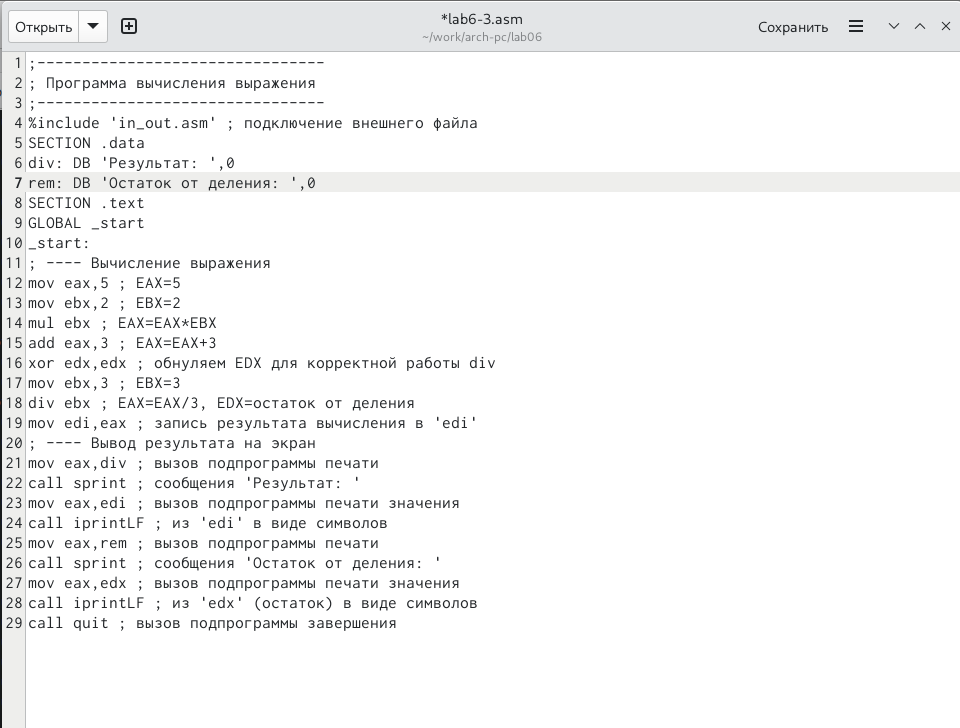 Открыть
*lab6-3.asm
~/work/arch-pc/lab06
Сохранить
1 ;--------------------------------
2 ; Программа вычисления выражения
3 ;--------------------------------
4 %include 'in_out.asm' ; подключение внешнего файла
5 SECTION .data
6 div: DB 'Результат: ',0
7 rem: DB 'Остаток от деления: ',0
8 SECTION .text
9 GLOBAL _start
10 _start:
11 ; ---- Вычисление выражения
12 mov eax,5 ; EAX=5
13 mov ebx,2 ; EBX=2
14 mul ebx ; EAX=EAX*EBX
15 add eax,3 ; EAX=EAX+3
16 xor edx,edx ; обнуляем EDX для корректной работы div
17 mov ebx,3 ; EBX=3
18 div ebx ; EAX=EAX/3, EDX=остаток от деления
19 mov edi,eax ; запись результата вычисления в 'edi'
20 ; ---- Вывод результата на экран
21 mov eax,div ; вызов подпрограммы печати
22 call sprint ; сообщения 'Результат: '
23 mov eax,edi ; вызов подпрограммы печати значения
24 call iprintLF ; из 'edi' в виде символов
25 mov eax,rem ; вызов подпрограммы печати
26 call sprint ; сообщения 'Остаток от деления: '
27 mov eax,edx ; вызов подпрограммы печати значения
28 call iprintLF ; из 'edx' (остаток) в виде символов
29 call quit ; вызов подпрограммы завершения